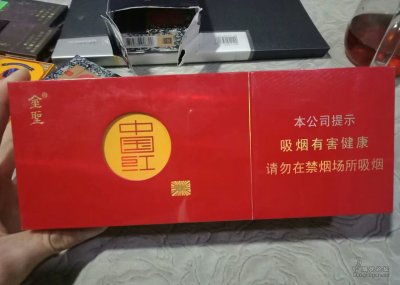 金聖
中国红
本公司提示
吸烟有害健康
请勿在禁烟场所吸烟